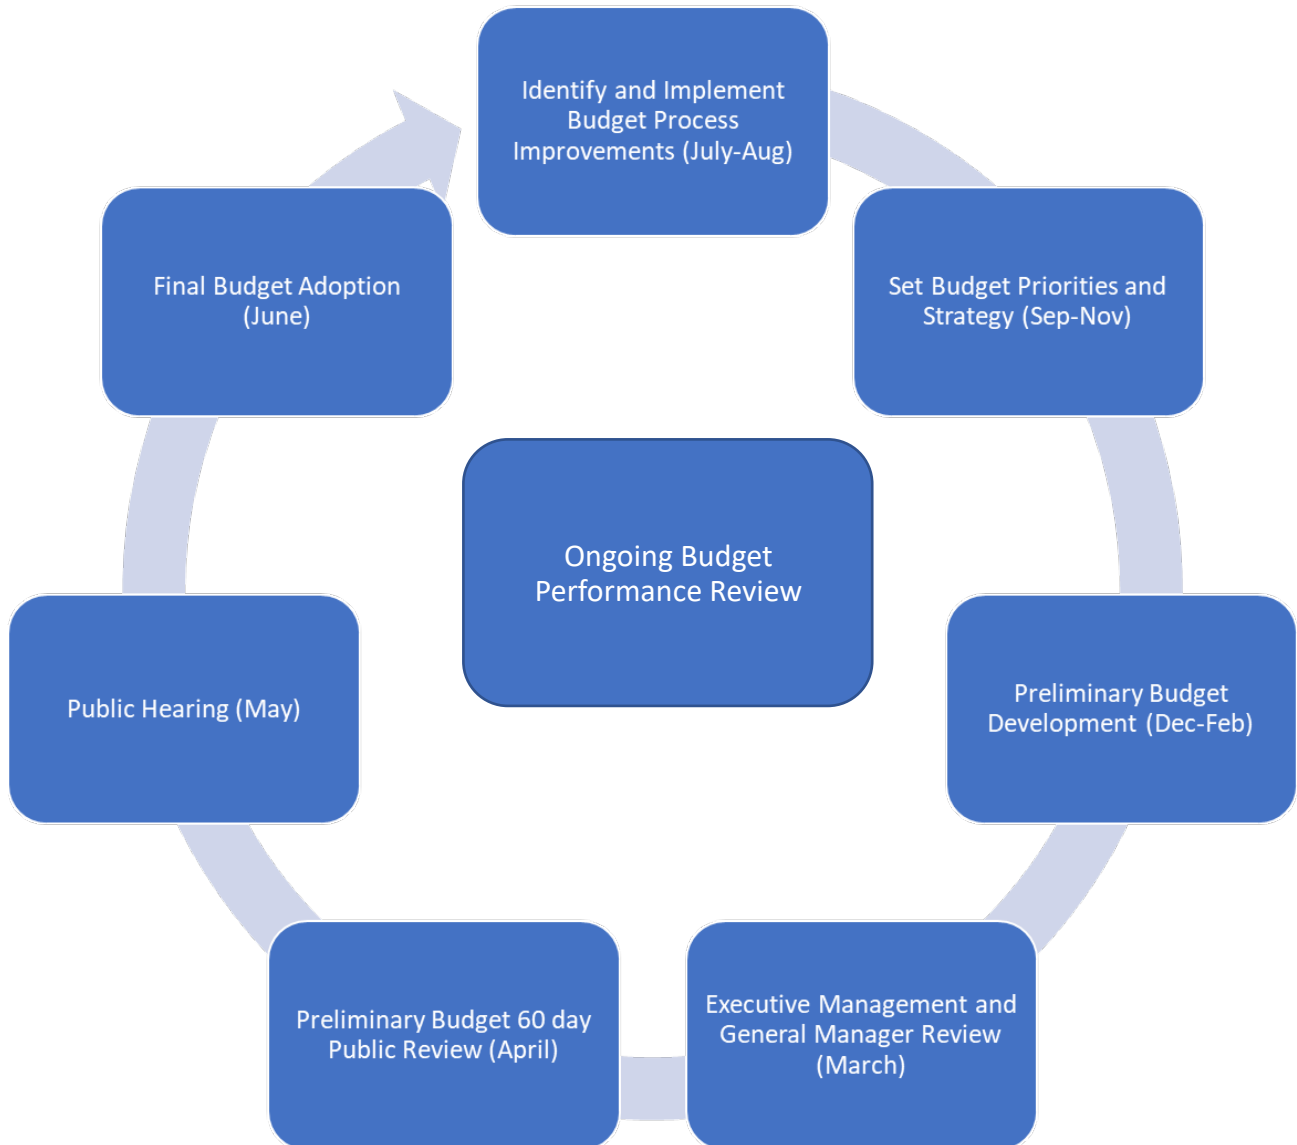 Identify and Implement
Budget Process
Improvements (July-Aug)
Set Budget Priorities and
Strategy (Sep-Nov)
Preliminary Budget
Development (Dec-Feb)
Executive Management and
General Manager Review
(March)
Preliminary Budget 60 day
Public Review (April)
Public Hearing (May)
Final Budget Adoption
(June)
Ongoing Budget
Performance Review